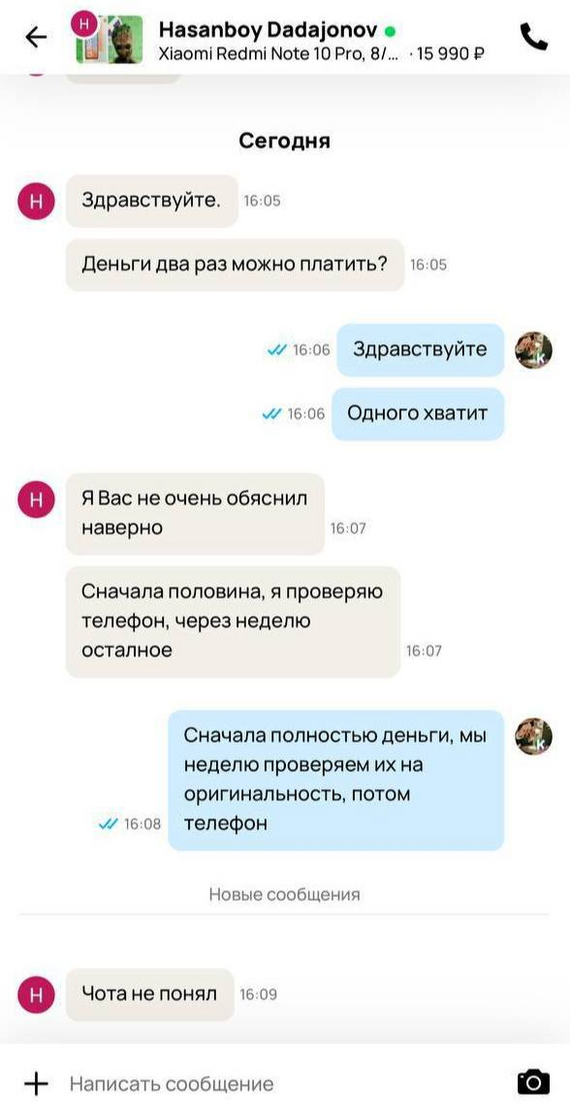 H
Hasanboy Dadajonov
Xiaomi Redmi Note 10 Pro, 8/... · 15 990 ₽
Сегодня
H
Здравствуйте.
16:05
Деньги два раз можно платить?
16:05
16:06
Здравствуйте
16:06
Одного хватит
H
Я Вас не очень обяснил
наверно
16:07
Сначала половина, я проверяю
телефон, через неделю
осталное
16:07
Сначала полностью деньги, мы
неделю проверяем их на
оригинальность, потом
16:08
телефон
Новые сообщения
H
Чота не понял
16:09
Написать сообщение